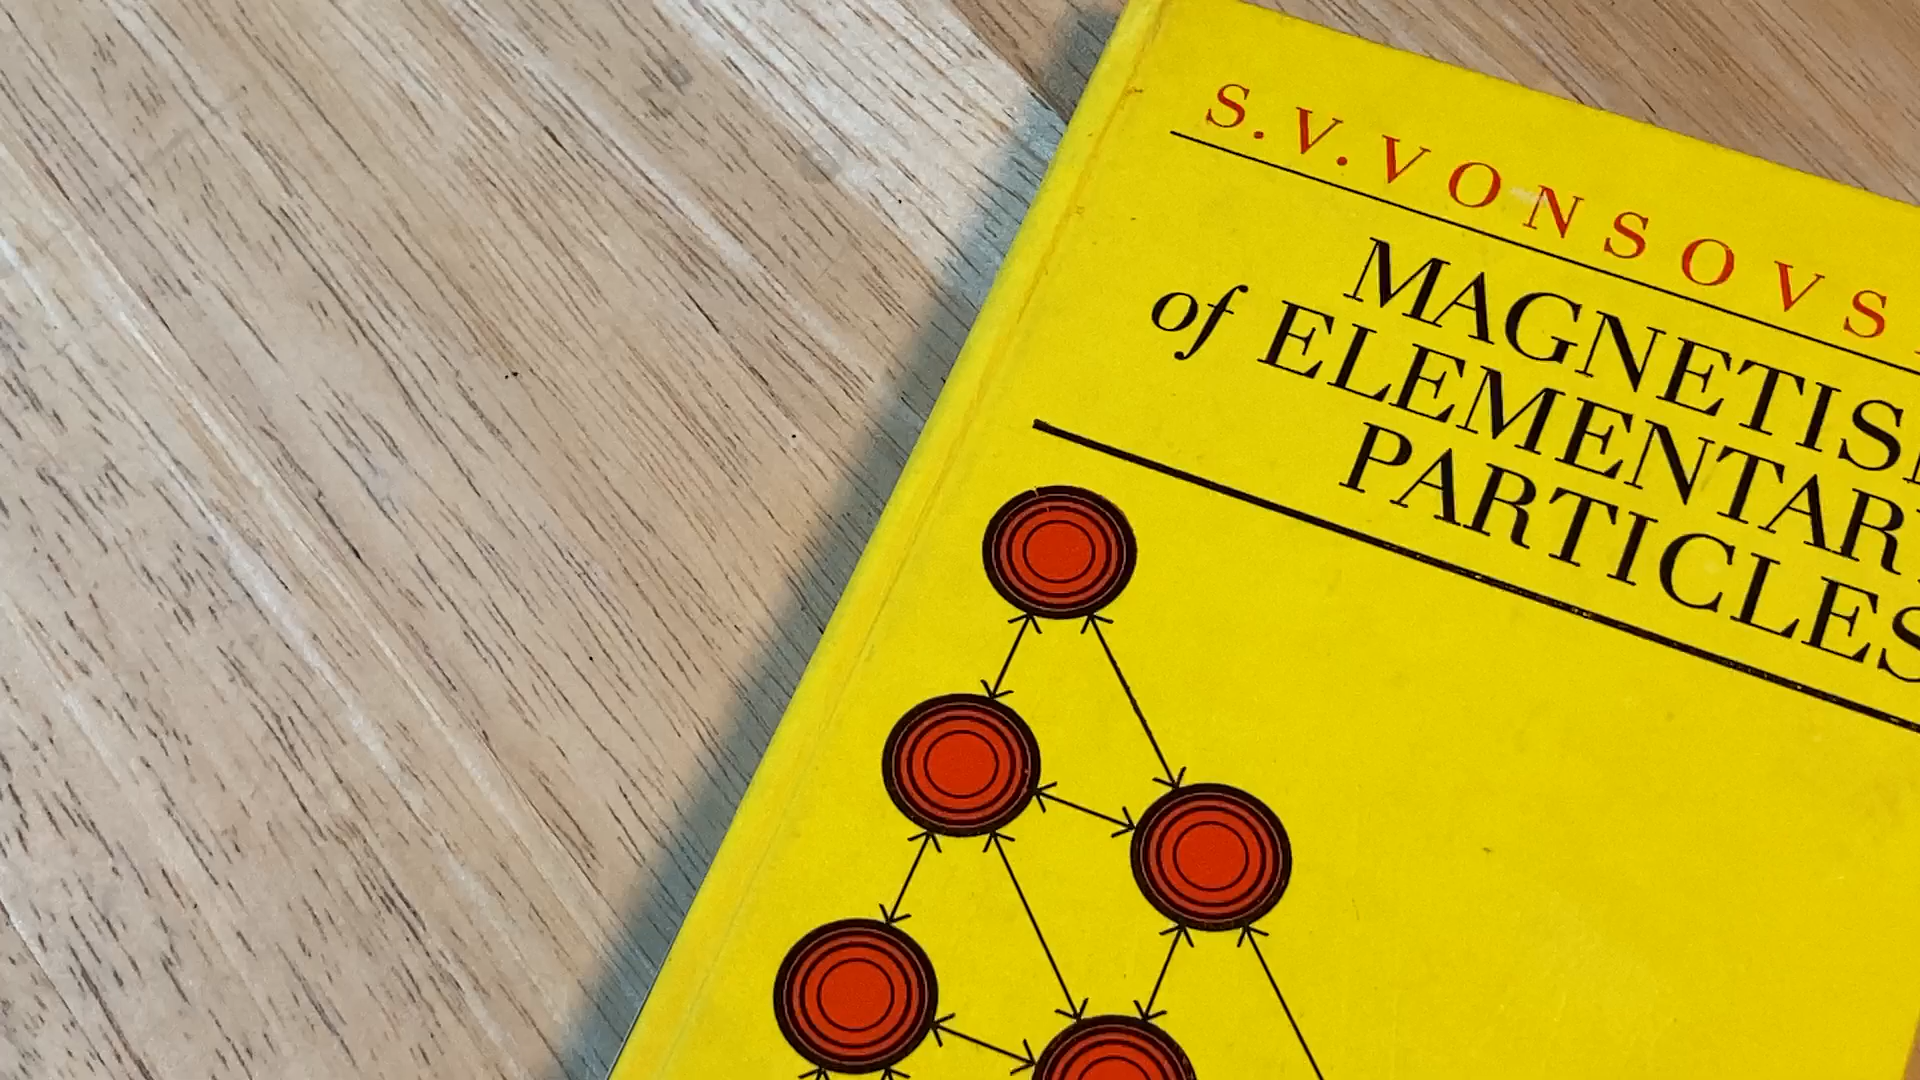 S. V. VONSOVS
MAGNETIS
of ELEMENTAR
PARTICLES